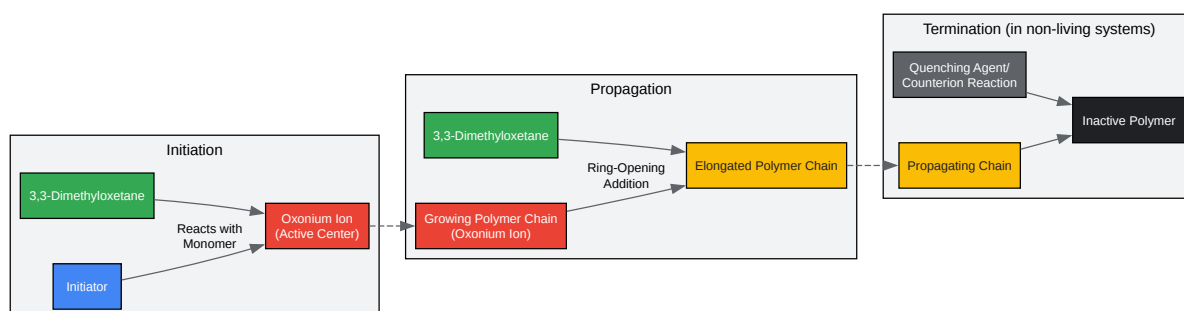 Initiation
3,3-Dimethyloxetane
Initiator
Reacts with
Monomer
Oxonium Ion
(Active Center)
Propagation
3,3-Dimethyloxetane
Growing Polymer Chain
(Oxonium Ion)
Ring-Opening
Addition
Elongated Polymer Chain
Termination (in non-living systems)
Quenching Agent/
Counterion Reaction
Propagating Chain
Inactive Polymer